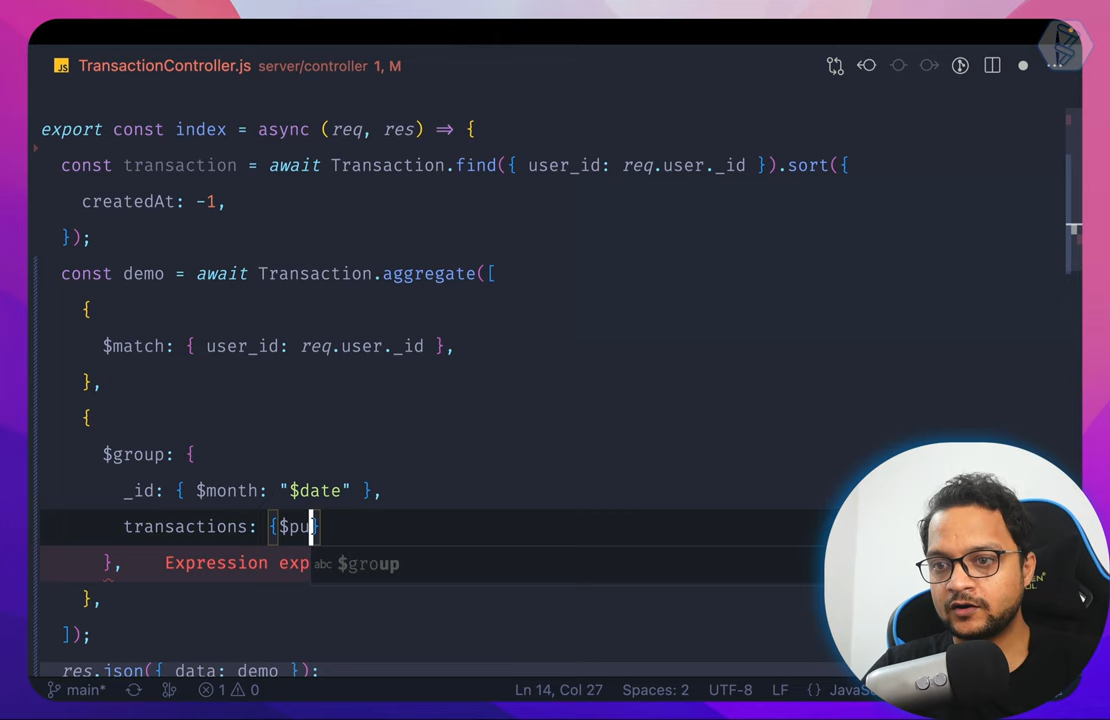 TransactionController.js server/controller 1, M
export const index = async (req, res) => {
const transaction = await Transaction.find({ user_id: req.user._id }).sort({
createdAt: -1,
});
const demo = await Transaction.aggregate([
{
$match: { user_id: req.user._id },
},
{
$group: {
_id: { $month: "$date" },
transactions: {$pu}
}, Expression exp
abc $group
},
]);
res.json({ data: demo });
main* 1 0 Ln 14, Col 27 Spaces: 2 UTF-8 LF {} JavaS